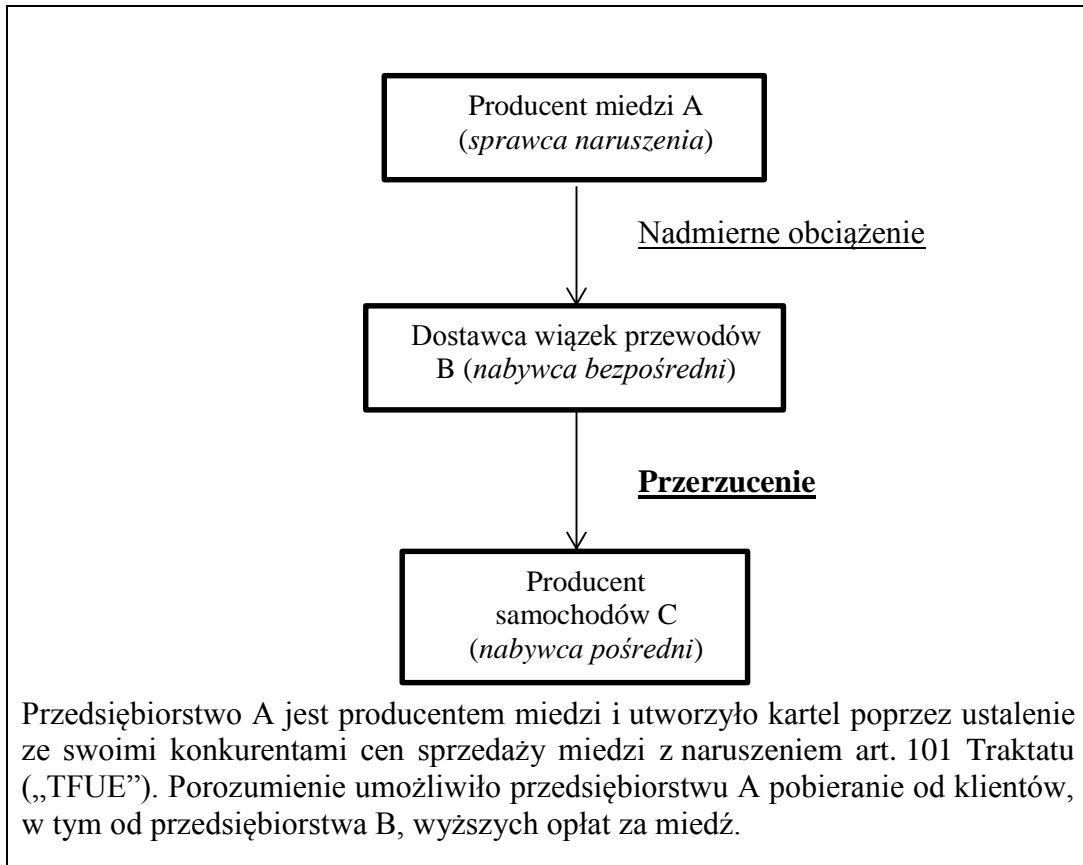 Producent miedzi A
(sprawca naruszenia)
Nadmierne obciążenie
Dostawca wiązek przewodów
B (nabywca bezpośredni)
Przerzucenie
Producent
samochodów C
(nabywca pośredni)
Przedsiębiorstwo A jest producentem miedzi i utworzyło kartel poprzez ustalenie
ze swoimi konkurentami cen sprzedaży miedzi z naruszeniem art. 101 Traktatu
(„TFUE”). Porozumienie umożliwiło przedsiębiorstwu A pobieranie od klientów,
w tym od przedsiębiorstwa B, wyższych opłat za miedź.